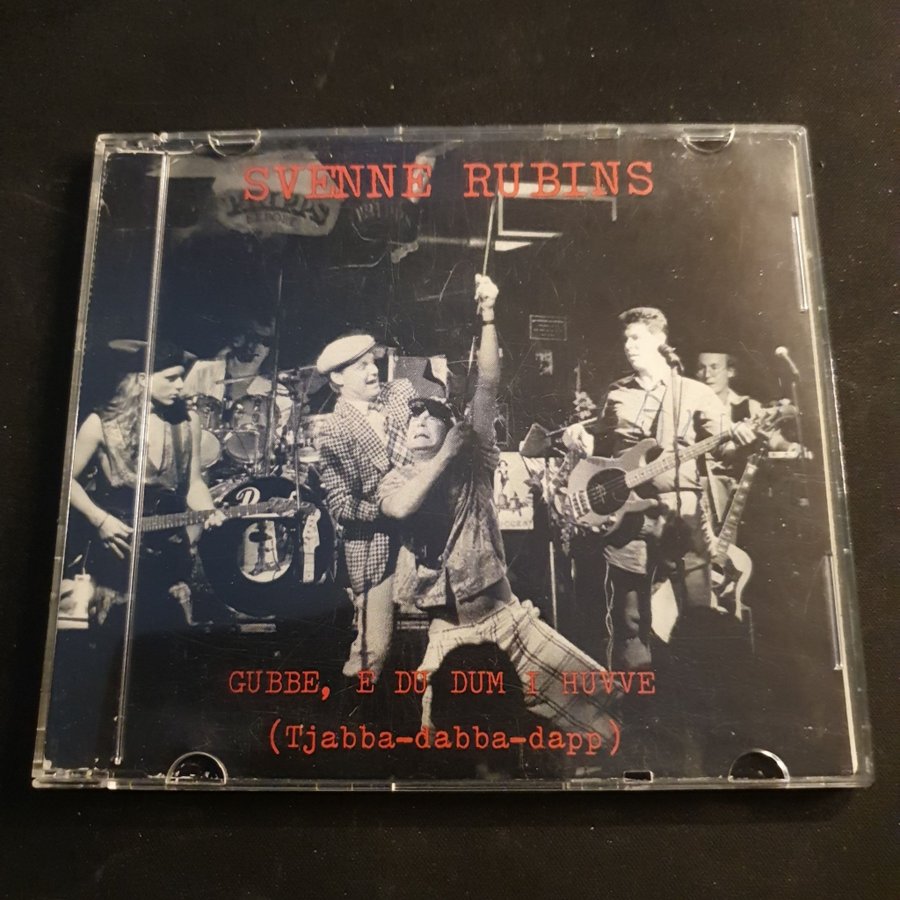 SVENNE RUBINS
GUBBE, E DU DUM I HUVVE
(Tjabba-dabba-dapp)